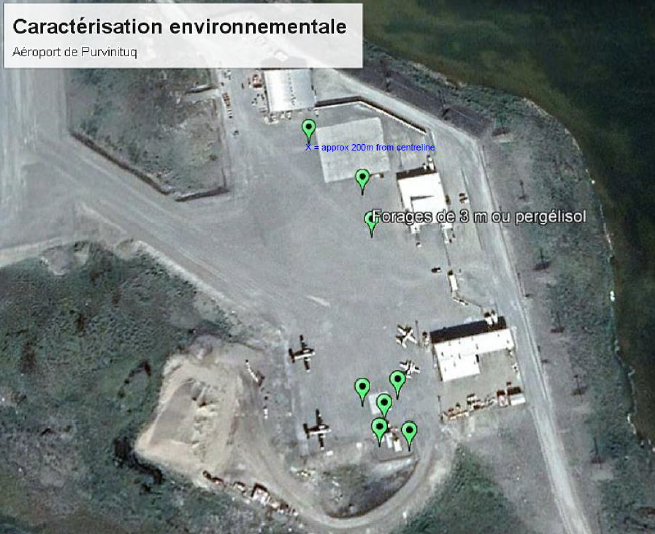 Caractérisation environnementale
Aéroport de Purvinituq
X = approx 200m from centreline
Forages de 3 m ou pergélisol